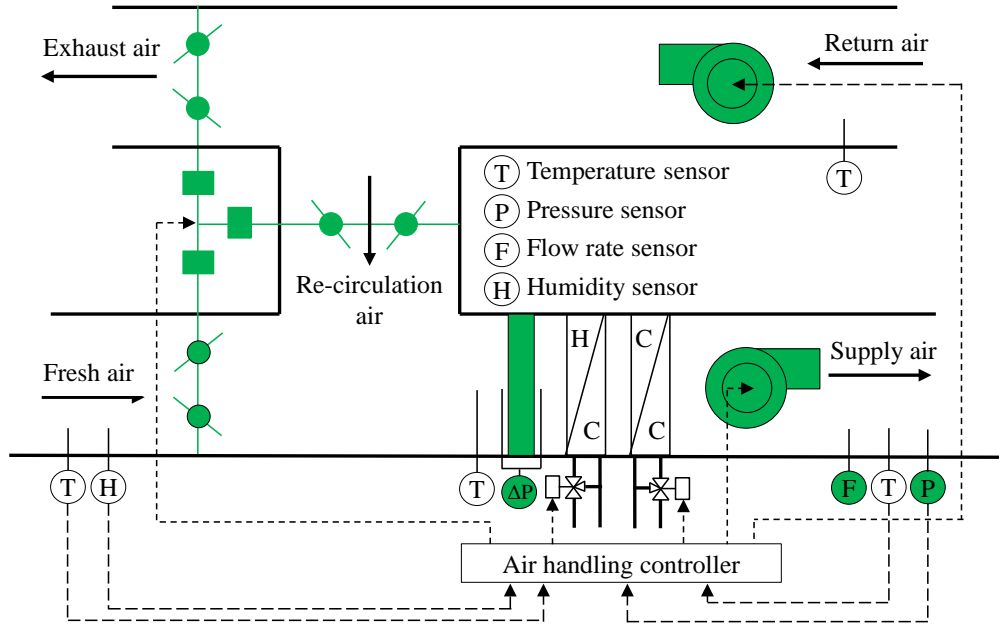 Exhaust air
Return air
T Temperature sensor
T
P Pressure sensor
F Flow rate sensor
Re-circulation
air
H Humidity sensor
H
C
Fresh air
Supply air
C
C
T
H
T
ΔP
F
T
P
Air handling controller